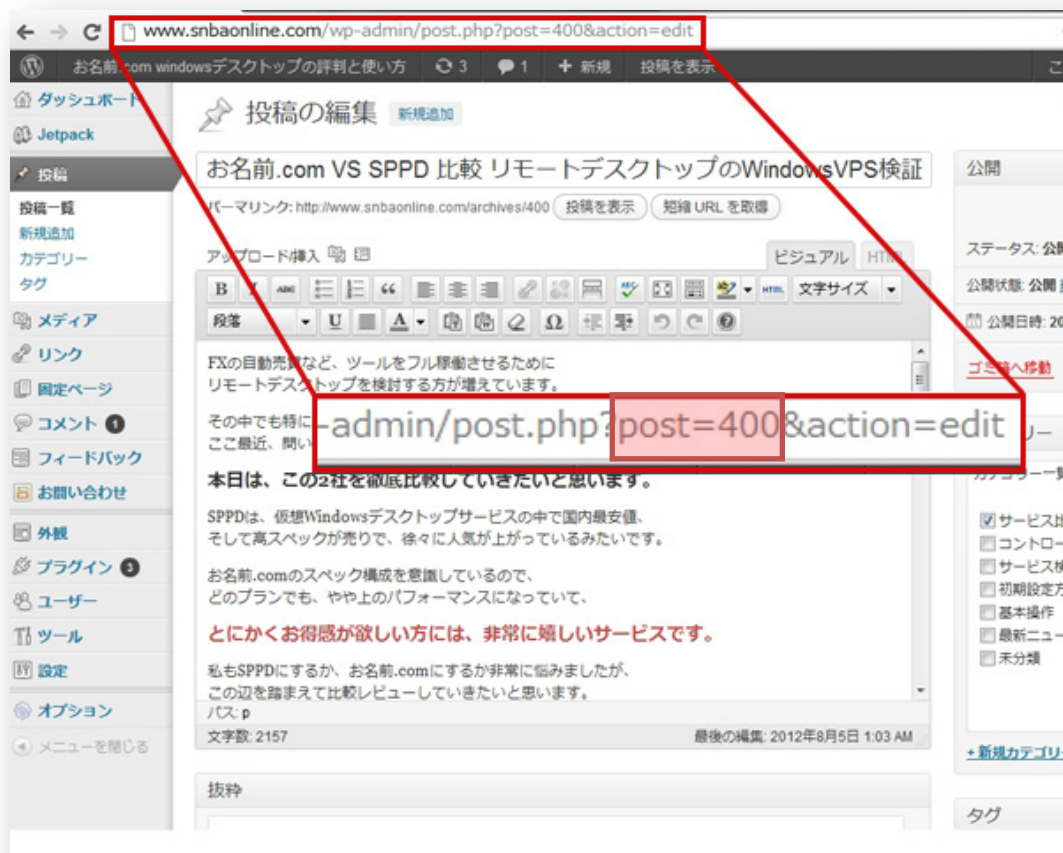 www.snbaonline.com/wp-admin/post.php?post=400&action=edit
お名前.com windowsデスクトップの評判と使い方 3 1 + 新規 投稿を表示
ダッシュボード
Jetpack
投稿
投稿一覧
新規追加
カテゴリー
タグ
メディア
リンク
固定ページ
コメント 1
フィードバック
お問い合わせ
外観
プラグイン 3
ユーザー
ツール
設定
オプション
メニューを閉じる
投稿の編集 新規追加
お名前.com VS SPPD 比較 リモートデスクトップのWindowsVPS検証
パーマリンク: http://www.snbaonline.com/archives/400 投稿を表示 短縮 URL を取得
アップロード/挿入
ビジュアル HTML
B I ABC HTML 文字サイズ
段落 U A Ω
FXの自動売買など、ツールをフル稼働させるために
リモートデスクトップを検討する方が増えています。
その中でも特に
ここ最近、問い
-admin/post.php?post=400&action=edit
本日は、この2社を徹底比較していきたいと思います。
SPPDは、仮想Windowsデスクトップサービスの中で国内最安値、
そして高スペックが売りで、徐々に人気が上がっているみたいです。
お名前.comのスペック構成を意識しているので、
どのプランでも、やや上のパフォーマンスになっていて、
とにかくお得感が欲しい方には、非常に嬉しいサービスです。
私もSPPDにするか、お名前.comにするか非常に悩みましたが、
この辺を踏まえて比較レビューしていきたいと思います。
パス: p
文字数: 2157 最後の編集: 2012年8月5日 1:03 AM
抜粋
公開
ステータス: 公開
公開状態: 公開
公開日時: 20
ゴミ箱へ移動
カテゴリー一覧
サービス比
コントロー
サービス検
初期設定方
基本操作
最新ニュー
未分類
+ 新規カテゴリー
タグ